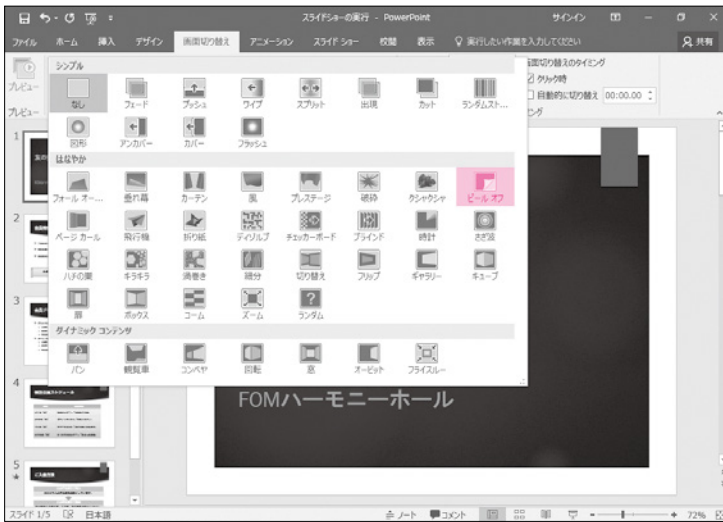 スライドショーの実行 - PowerPoint
サインイン
ファイル ホーム 挿入 デザイン 画面切り替え アニメーション スライド ショー 校閲 表示 実行したい作業を入力してください 共有
プレビュー
プレビュー
画面切り替えのタイミング
クリック時
自動的に切り替え 00:00.00
シンプル
なし フェード プッシュ ワイプ スプリット 出現 カット ランダムスト...
図形 アンカバー カバー フラッシュ
はなやか
フォール オー... 垂れ幕 カーテン 風 プレステージ 破砕 クシャクシャ ピール オフ
ページ カール 飛行機 折り紙 ディゾルブ チェッカーボード ブラインド 時計 さざ波
ハチの巣 キラキラ 渦巻き 細分 切り替え フリップ ギャラリー キューブ
扉 ボックス コーム ズーム ランダム
ダイナミック コンテンツ
パン 観覧車 コンベヤ 回転 窓 オービット フライスルー
1
2
3
4
5
FOMハーモニーホール
スライド 1/5 日本語
ノート コメント
72%